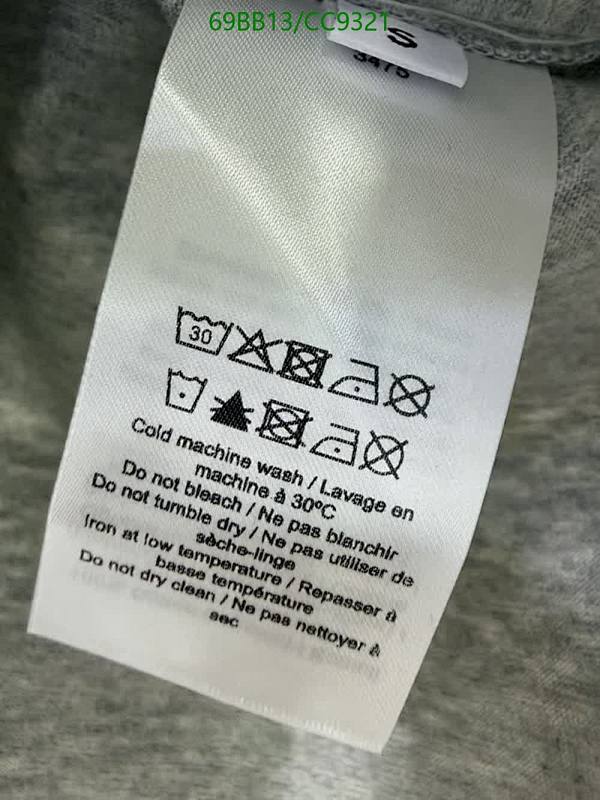 69BB13/CC9321
S
3475
30
Cold machine wash / Lavage en
machine à 30°C
Do not bleach / Ne pas blanchir
Do not tumble dry / Ne pas utiliser de
sèche-linge
Iron at low temperature / Repasser à
basse température
Do not dry clean / Ne pas nettoyer à
sec